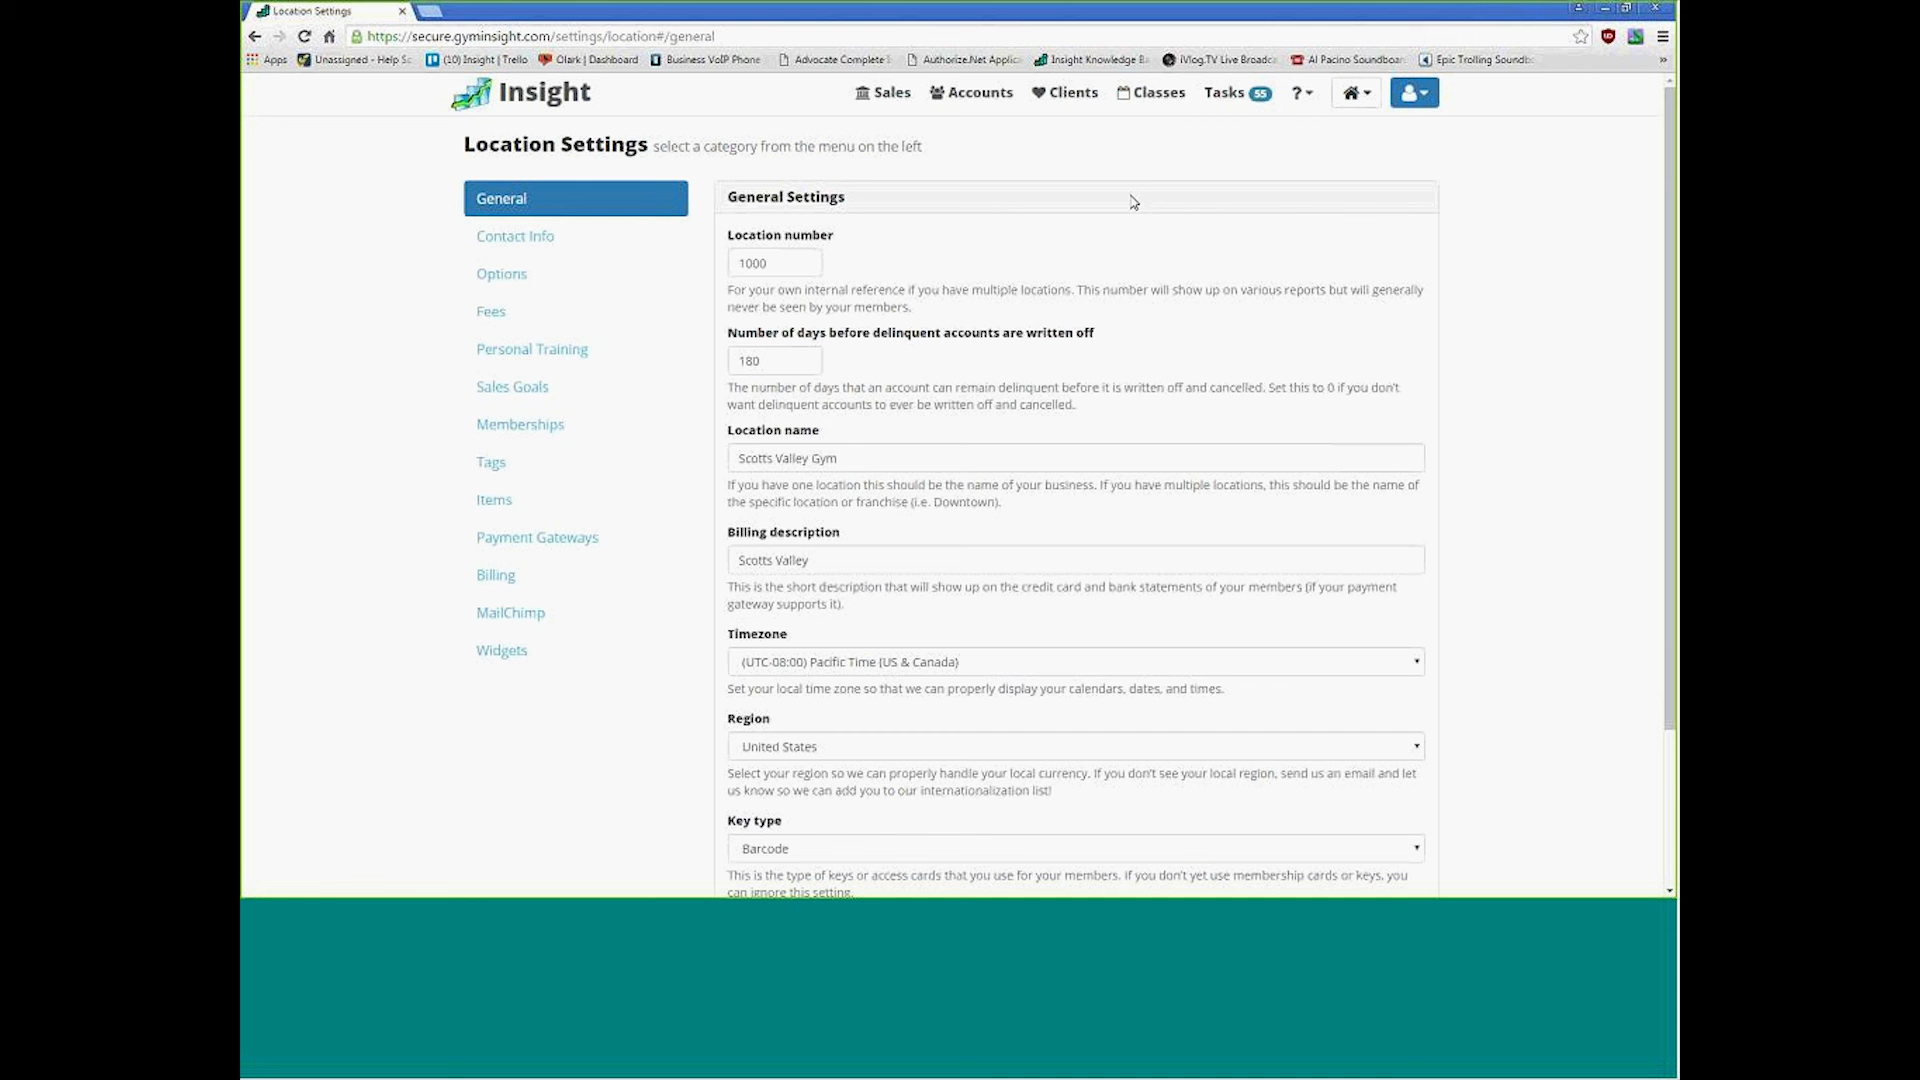 Location Settings
https://secure.gyminsight.com/settings/location#/general
Apps Unassigned - Help Sc (10) Insight | Trello Olark | Dashboard Business VoIP Phone Advocate Complete Authorize.Net Applic Insight Knowledge B iVlog.TV Live Broadc Al Pacino Soundboar Epic Trolling Soundb »
Insight Sales Accounts Clients Classes Tasks 55 ?
Location Settings select a category from the menu on the left
General
Contact Info
Options
Fees
Personal Training
Sales Goals
Memberships
Tags
Items
Payment Gateways
Billing
MailChimp
Widgets
General Settings
Location number
1000
For your own internal reference if you have multiple locations. This number will show up on various reports but will generally
never be seen by your members.
Number of days before delinquent accounts are written off
180
The number of days that an account can remain delinquent before it is written off and cancelled. Set this to 0 if you don't
want delinquent accounts to ever be written off and cancelled.
Location name
Scotts Valley Gym
If you have one location this should be the name of your business. If you have multiple locations, this should be the name of
the specific location or franchise (i.e. Downtown).
Billing description
Scotts Valley
This is the short description that will show up on the credit card and bank statements of your members (if your payment
gateway supports it).
Timezone
(UTC-08:00) Pacific Time (US & Canada)
Set your local time zone so that we can properly display your calendars, dates, and times.
Region
United States
Select your region so we can properly handle your local currency. If you don't see your local region, send us an email and let
us know so we can add you to our internationalization list!
Key type
Barcode
This is the type of keys or access cards that you use for your members. If you don't yet use membership cards or keys, you
can ignore this setting.